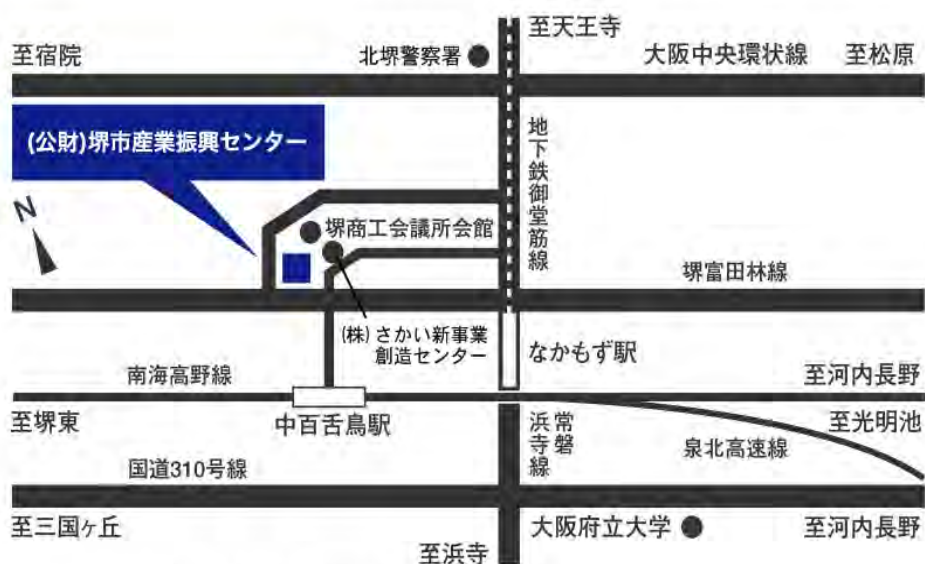 至天王寺
至宿院
北堺警察署
大阪中央環状線
至松原
(公財)堺市産業振興センター
地下鉄御堂筋線
N
堺商工会議所会館
堺富田林線
(株)さかい新事業
創造センター
なかもず駅
南海高野線
至河内長野
至堺東
中百舌鳥駅
常磐
浜寺線
至光明池
泉北高速線
国道310号線
至三国ヶ丘
大阪府立大学
至河内長野
至浜寺